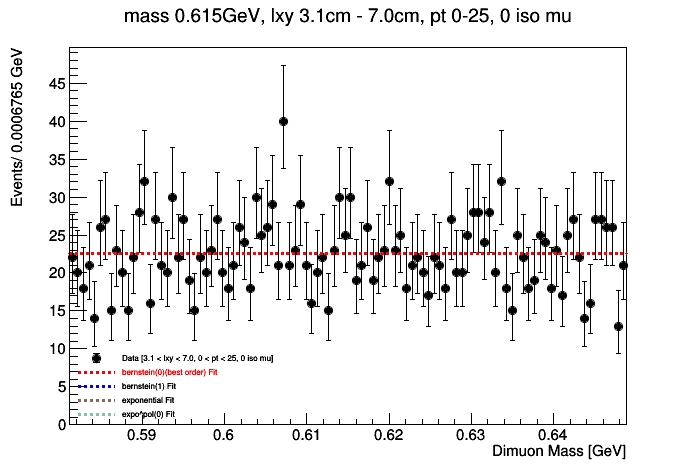 mass 0.615GeV, lxy 3.1cm - 7.0cm, pt 0-25, 0 iso mu
Events/ 0.0006765 GeV
45
40
35
30
25
20
15
10
5
0
Data [3.1 < lxy < 7.0, 0 < pt < 25, 0 iso mu]
bernstein(0)(best order) Fit
bernstein(1) Fit
exponential Fit
expo*pol(0) Fit
0.59
0.6
0.61
0.62
0.63
0.64
Dimuon Mass [GeV]